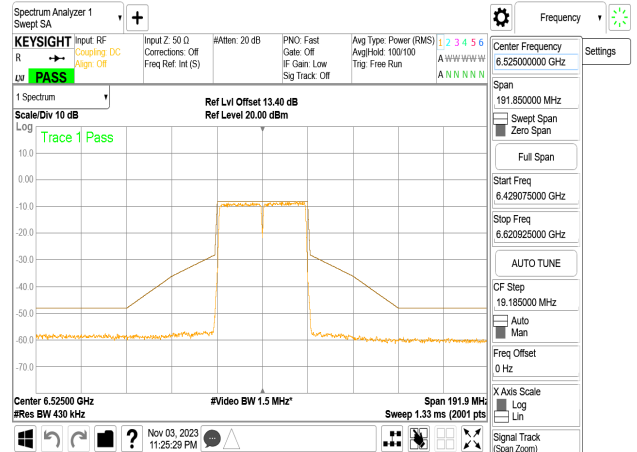 Spectrum Analyzer 1
Swept SA
Frequency
KEYSIGHT
R
LXI PASS
Input: RF
Coupling: DC
Align: Off
Input Z: 50 Ω
Corrections: Off
Freq Ref: Int (S)
#Atten: 20 dB
PNO: Fast
Gate: Off
IF Gain: Low
Sig Track: Off
Avg Type: Power (RMS)
Avg|Hold: 100/100
Trig: Free Run
1 2 3 4 5 6
A W W W W W
A N N N N N
1 Spectrum
Scale/Div 10 dB
Ref Lvl Offset 13.40 dB
Ref Level 20.00 dBm
Log
Trace 1 Pass
10.0
0.00
-10.0
-20.0
-30.0
-40.0
-50.0
-60.0
-70.0
Center 6.52500 GHz
#Res BW 430 kHz
#Video BW 1.5 MHz*
Span 191.9 MHz
Sweep 1.33 ms (2001 pts
Nov 03, 2023
11:25:29 PM
Settings
Center Frequency
6.525000000 GHz
Span
191.850000 MHz
Swept Span
Zero Span
Full Span
Start Freq
6.429075000 GHz
Stop Freq
6.620925000 GHz
AUTO TUNE
CF Step
19.185000 MHz
Auto
Man
Freq Offset
0 Hz
X Axis Scale
Log
Lin
Signal Track
(Span Zoom)